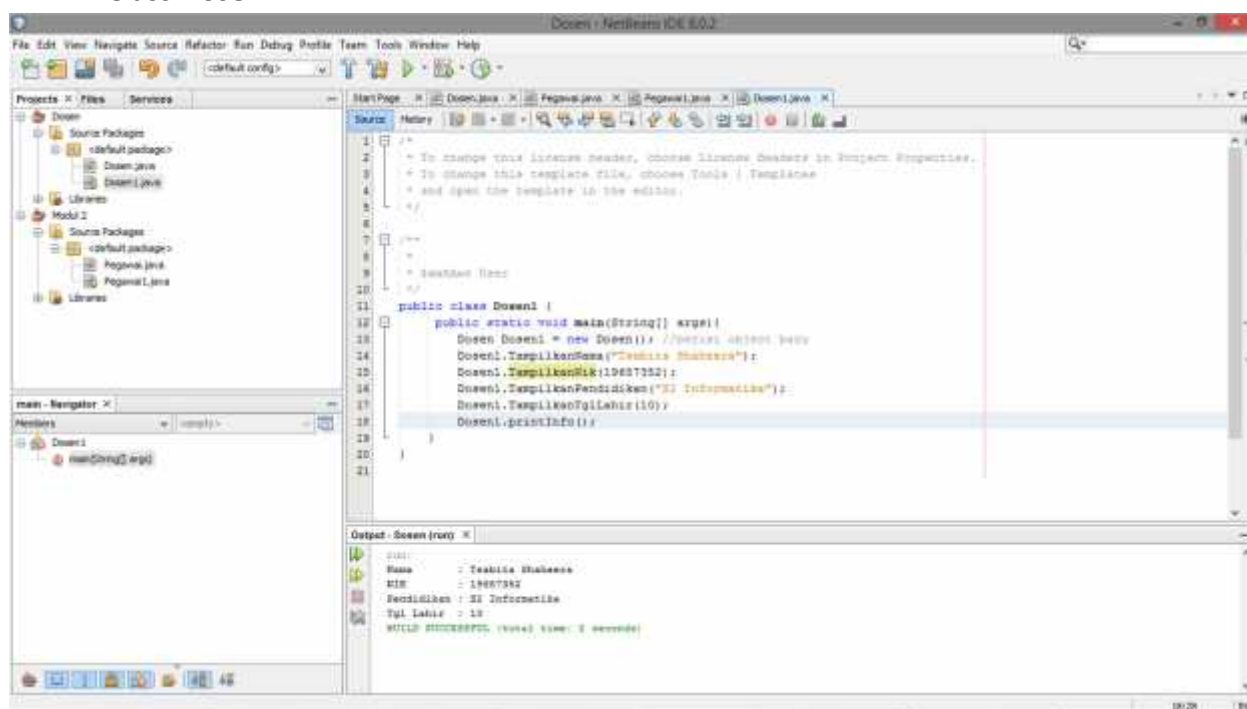 Dosen - NetBeans IDE 8.0.2
File Edit View Navigate Source Refactor Run Debug Profile Team Tools Window Help
<default config>
Projects × Files Services
Start Page × Dosen.java × Pegawai.java × Pegawai1.java × Dosen1.java ×
Source History
Dosen
Source Packages
<default package>
Dosen.java
Dosen1.java
Libraries
Modul 2
Source Packages
<default package>
Pegawai.java
Pegawai1.java
Libraries
1 /*
2 * To change this license header, choose License Headers in Project Properties.
3 * To change this template file, choose Tools | Templates
4 * and open the template in the editor.
5 */
6
7 /**
8 *
9 * User
10 */
11 public class Dosen1 {
12 public static void main(String[] args){
13 Dosen Dosen1 = new Dosen(); //berisi object baru
14 Dosen1.TampilkanNama("Tsabita Shabeera");
15 Dosen1.TampilkanNik(19657352);
16 Dosen1.TampilkanPendidikan("S1 Informatika");
17 Dosen1.TampilkanTglLahir(10);
18 Dosen1.printInfo();
19 }
20 }
21
main - Navigator ×
Members <empty>
Dosen1
main(String[] args)
Output - Dosen (run) ×
run:
Nama : Tsabita Shabeera
NIK : 19657352
Pendidikan : S1 Informatika
Tgl Lahir : 10
BUILD SUCCESSFUL (total time: seconds)